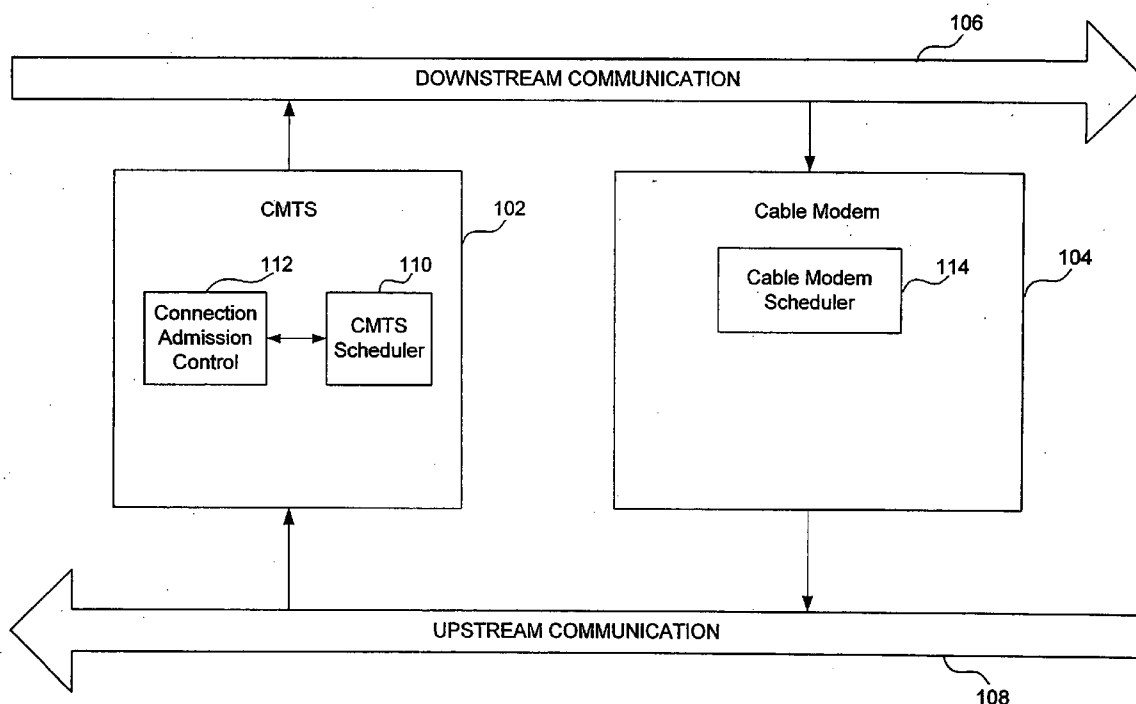 106
DOWNSTREAM COMMUNICATION
CMTS
102
112
110
Connection
Admission
Control
CMTS
Scheduler
Cable Modem
104
Cable Modem
Scheduler
114
UPSTREAM COMMUNICATION
108